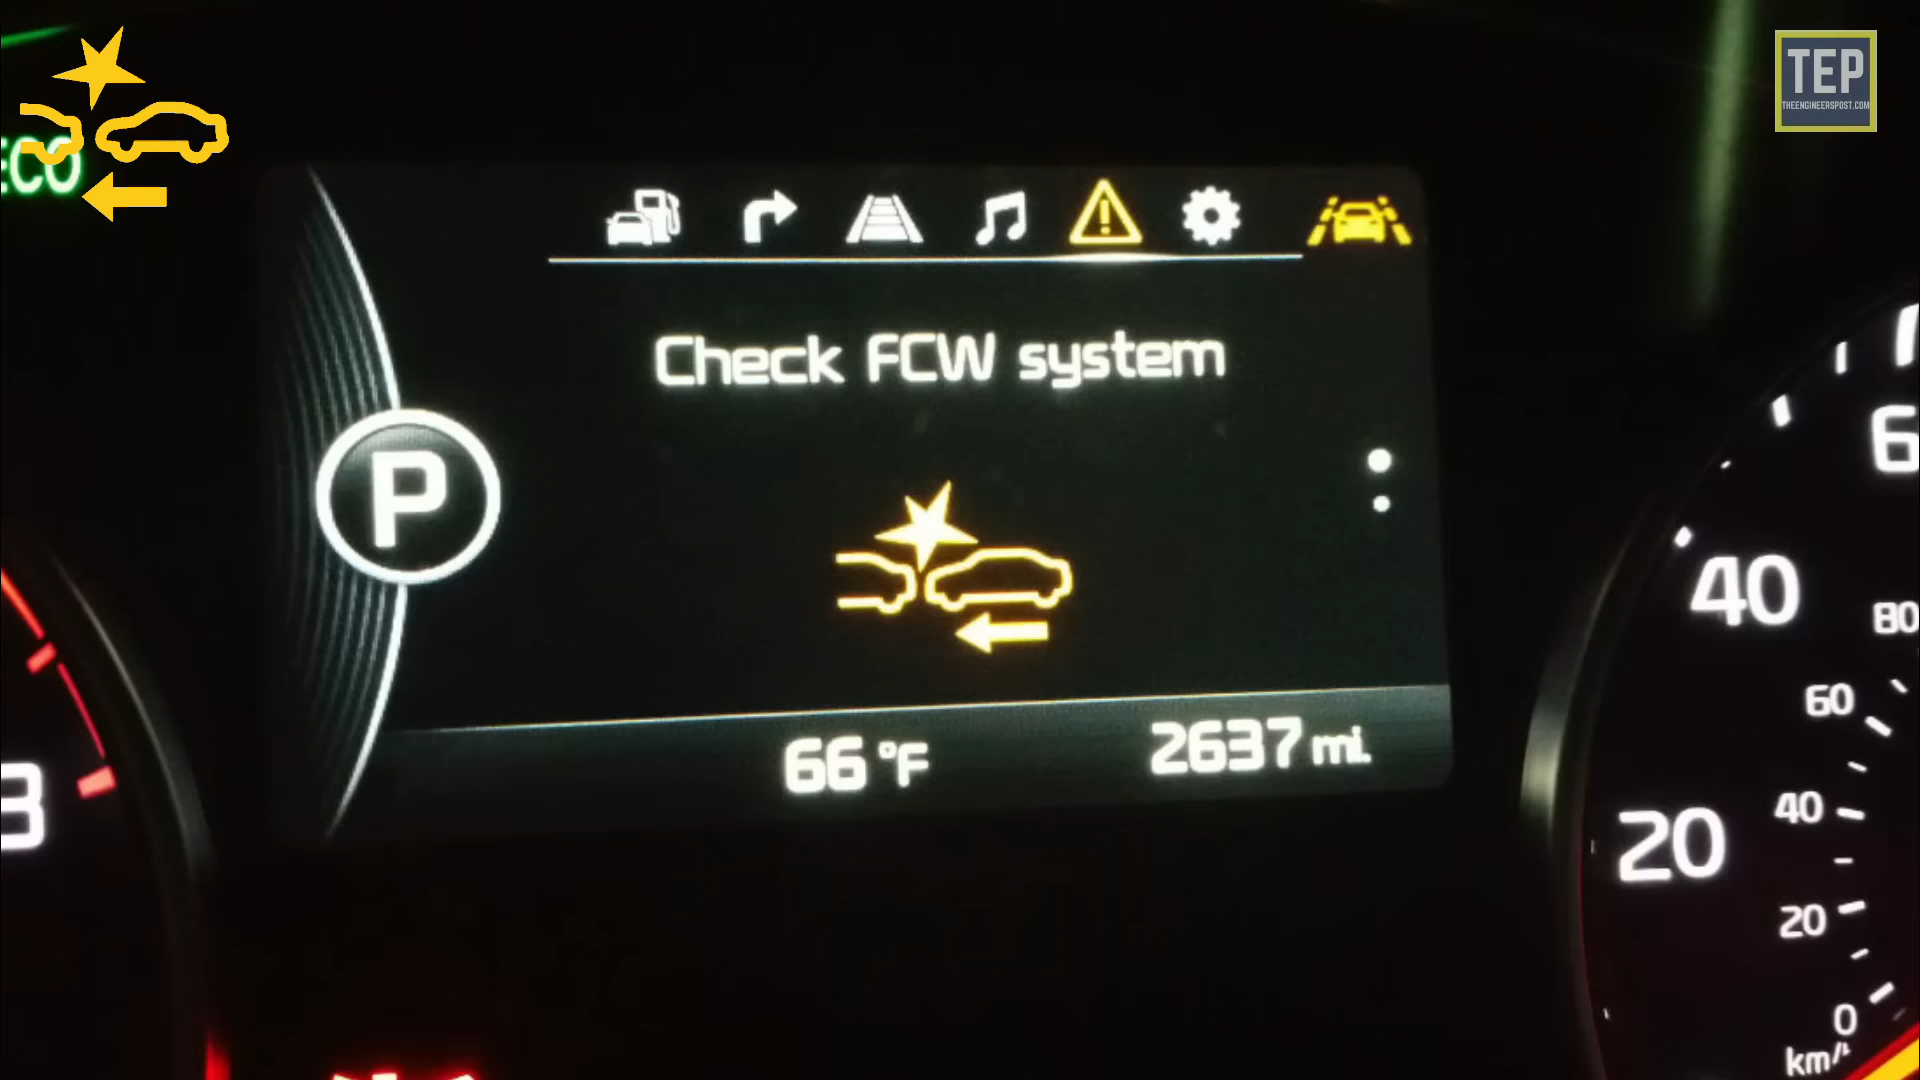 ECO
TEP
THEENGINEERSPOST.COM
Check FCW system
P
66 °F
2637 mi.
3
6
40
80
60
20
40
20
0
km/